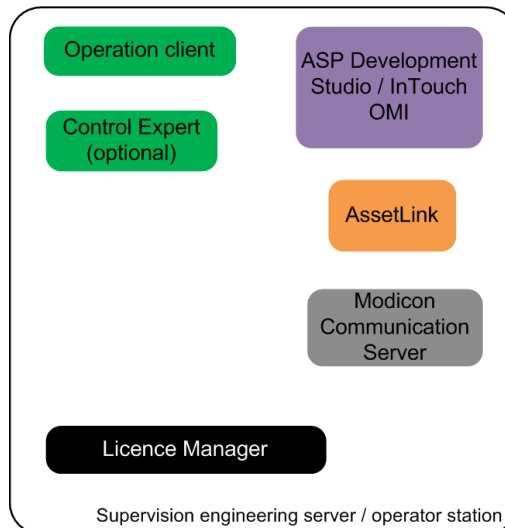 Operation client
ASP Development
Studio / InTouch
OMI
Control Expert
(optional)
AssetLink
Modicon
Communication
Server
Licence Manager
Supervision engineering server / operator station